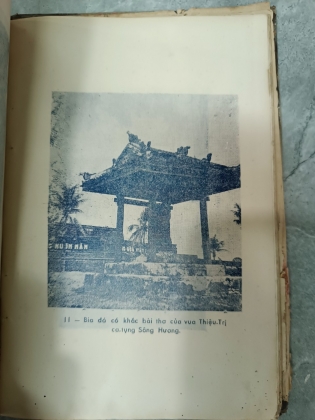 11 — Bia đá có khắc bài thơ của vua Thiệu-Trị
ca-tụng Sông Hương.